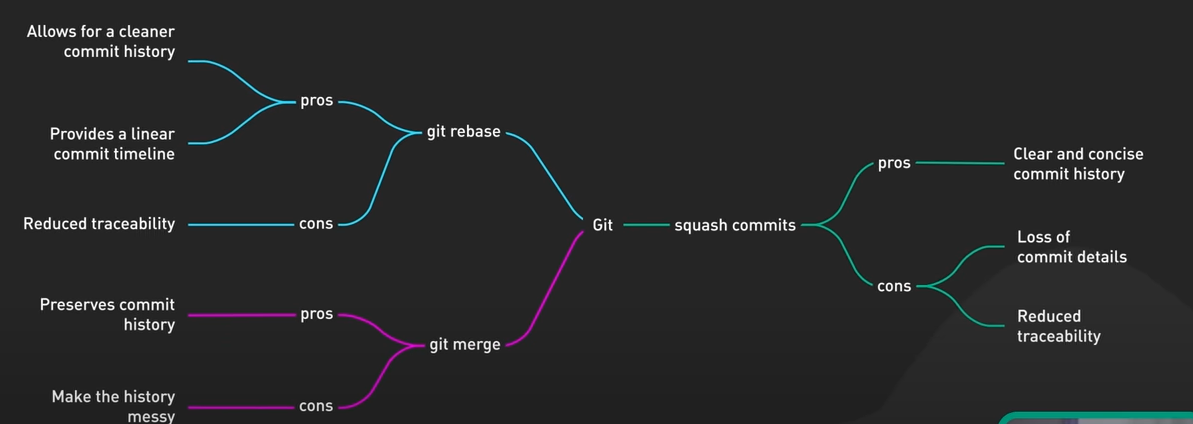 Allows for a cleaner
commit history
pros
Provides a linear
commit timeline
git rebase
Reduced traceability
cons
Git
squash commits
pros
Clear and concise
commit history
cons
Loss of
commit details
Reduced
traceability
Preserves commit
history
pros
git merge
Make the history
messy
cons